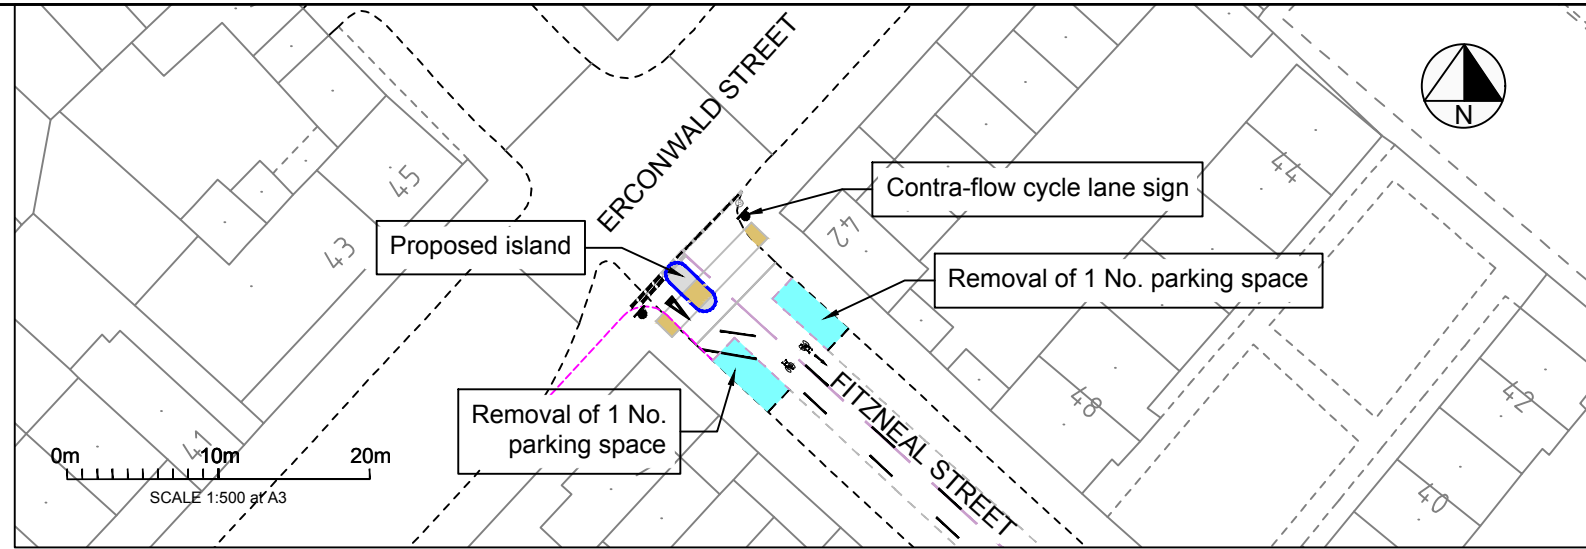 ERCONWALD STREET
N
Contra-flow cycle lane sign
44
45
42
Proposed island
43
Removal of 1 No. parking space
48
42
Removal of 1 No.
parking space
FITZNEAL STREET
41
0m 10m 20m
SCALE 1:500 at A3
40